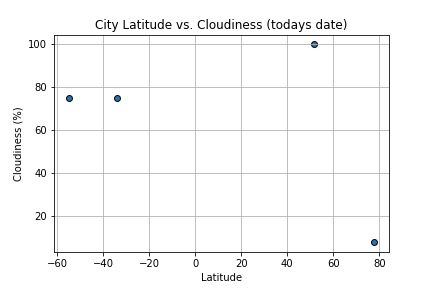 City Latitude vs. Cloudiness (todays date)
100
80
60
40
20
Cloudiness (%)
−60 −40 −20 0 20 40 60 80
Latitude